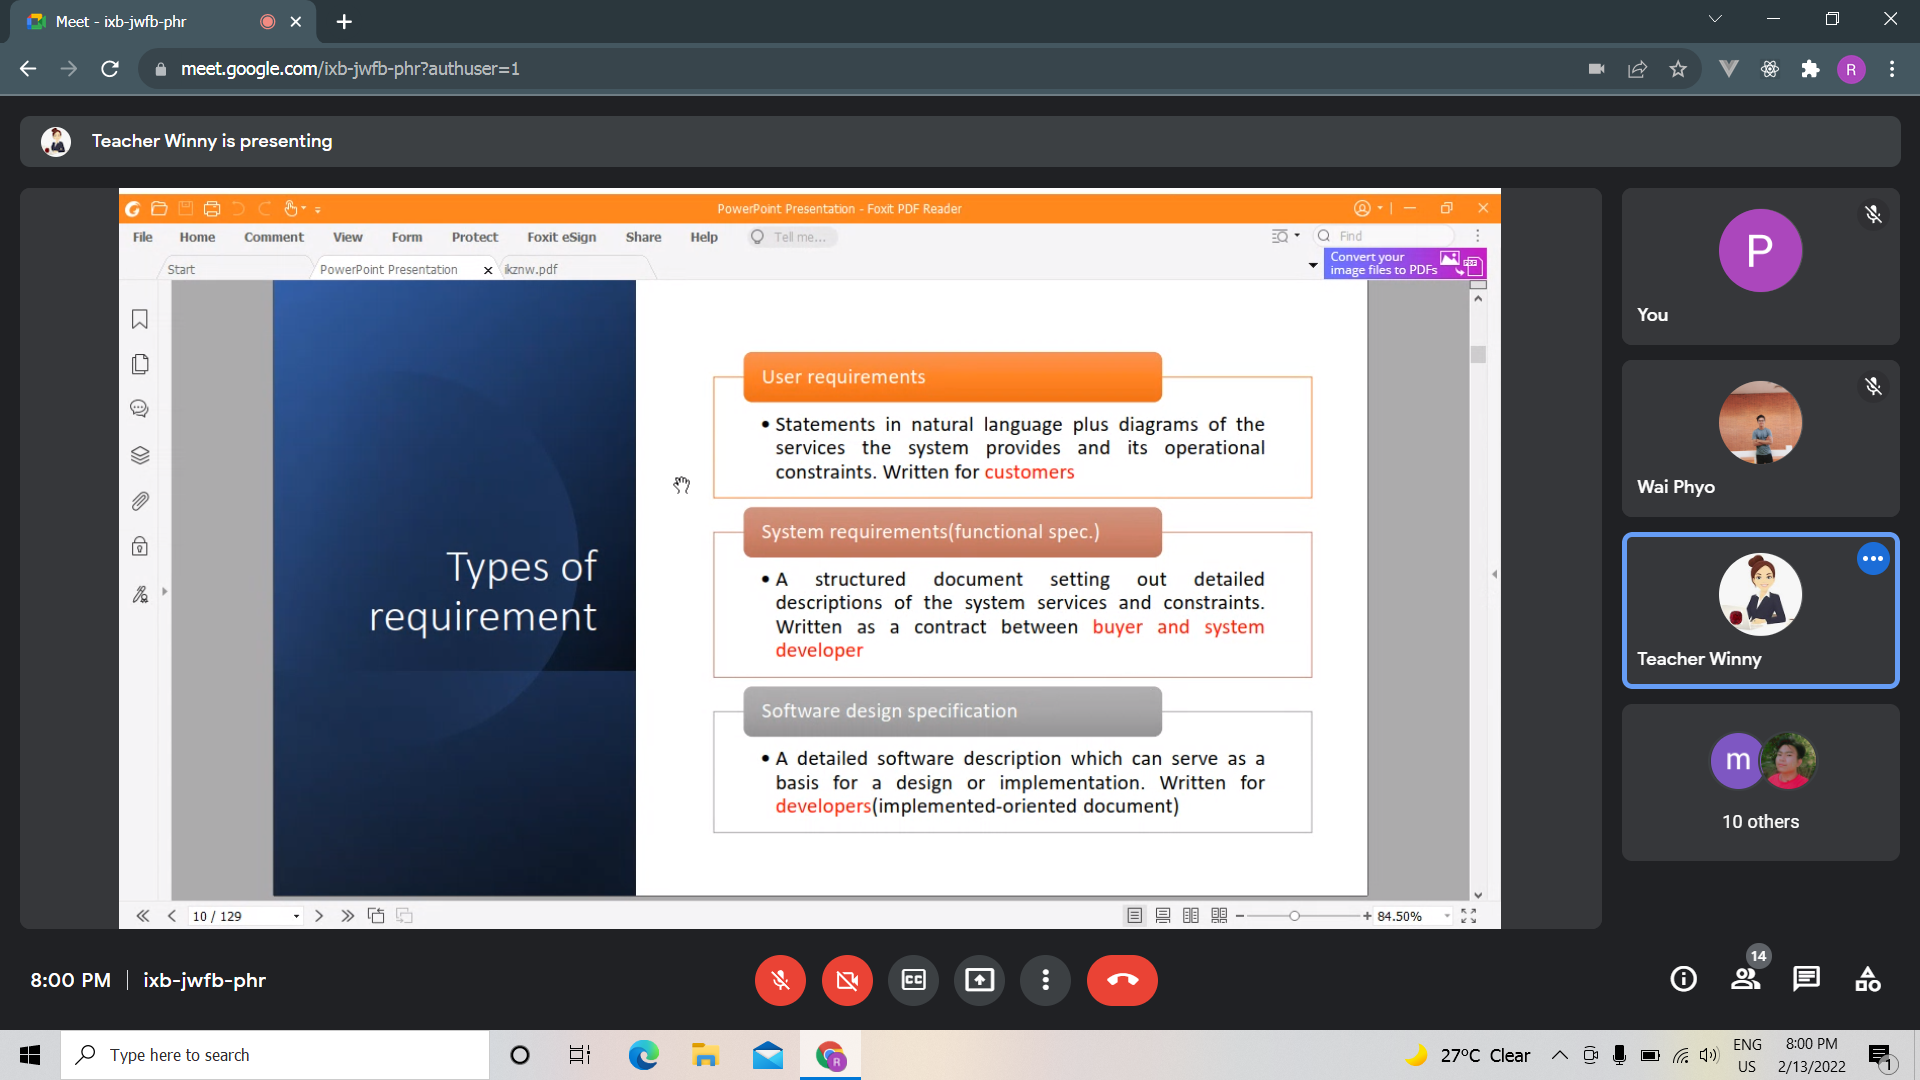 Meet - ixb-jwfb-phr
meet.google.com/ixb-jwfb-phr?authuser=1
R
Teacher Winny is presenting
PowerPoint Presentation - Foxit PDF Reader
File Home Comment View Form Protect Foxit eSign Share Help Tell me... Find
Start PowerPoint Presentation ikznw.pdf
Convert your
image files to PDFs
PDF
Types of
requirement
User requirements
• Statements in natural language plus diagrams of the
services the system provides and its operational
constraints. Written for customers
System requirements(functional spec.)
• A structured document setting out detailed
descriptions of the system services and constraints.
Written as a contract between buyer and system
developer
Software design specification
• A detailed software description which can serve as a
basis for a design or implementation. Written for
developers(implemented-oriented document)
10 / 129
84.50%
P
You
Wai Phyo
Teacher Winny
m
10 others
8:00 PM | ixb-jwfb-phr
CC
14
Type here to search
R
27°C Clear
ENG
US
8:00 PM
2/13/2022
1